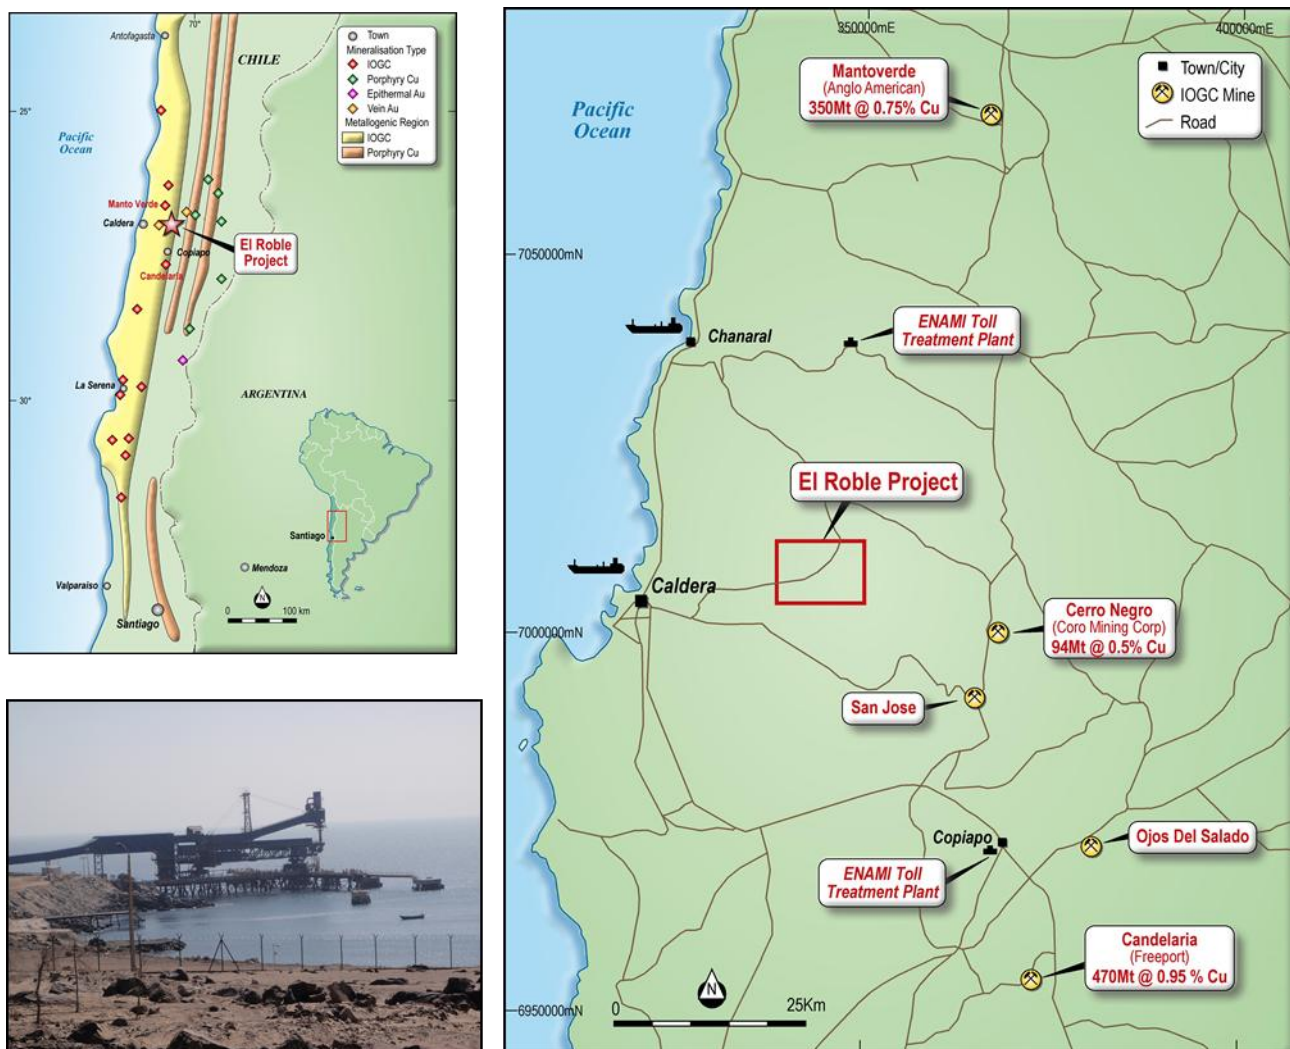 70°
Antofagasta
CHILE
Town
Mineralisation Type
IOGC
Porphyry Cu
Epithermal Au
Vein Au
Metallogenic Region
IOGC
Porphyry Cu
25°
Pacific
Ocean
Manto Verde
Caldera
El Roble
Project
Copiapo
Candelaria
La Serena
ARGENTINA
30°
Santiago
Mendoza
Valparaiso
N
0 100 km
Santiago
350000mE
400000mE
Mantoverde
(Anglo American)
350Mt @ 0.75% Cu
Town/City
IOGC Mine
Road
Pacific
Ocean
7050000mN
Chanaral
ENAMI Toll
Treatment Plant
El Roble Project
Caldera
7000000mN
Cerro Negro
(Coro Mining Corp)
94Mt @ 0.5% Cu
San Jose
Copiapo
Ojos Del Salado
ENAMI Toll
Treatment Plant
Candelaria
(Freeport)
470Mt @ 0.95 % Cu
N
0 25Km
6950000mN